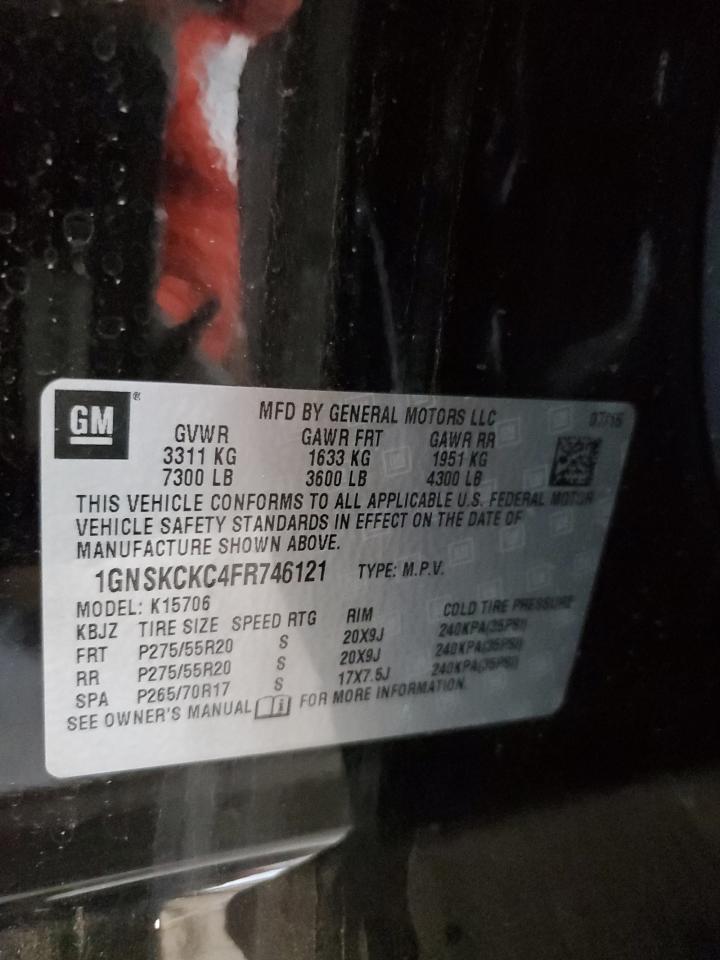 GM ®
MFD BY GENERAL MOTORS LLC 07/15
GVWR GAWR FRT GAWR RR
3311 KG 1633 KG 1951 KG
7300 LB 3600 LB 4300 LB
THIS VEHICLE CONFORMS TO ALL APPLICABLE U.S. FEDERAL MOTOR
VEHICLE SAFETY STANDARDS IN EFFECT ON THE DATE OF
MANUFACTURE SHOWN ABOVE.
1GNSKCKC4FR746121 TYPE: M.P.V.
MODEL: K15706
KBJZ TIRE SIZE SPEED RTG RIM COLD TIRE PRESSURE
FRT P275/55R20 S 20X9J 240KPA(35PSI)
RR P275/55R20 S 20X9J 240KPA(35PSI)
SPA P265/70R17 S 17X7.5J 240KPA(35PSI)
SEE OWNER'S MANUAL i FOR MORE INFORMATION.